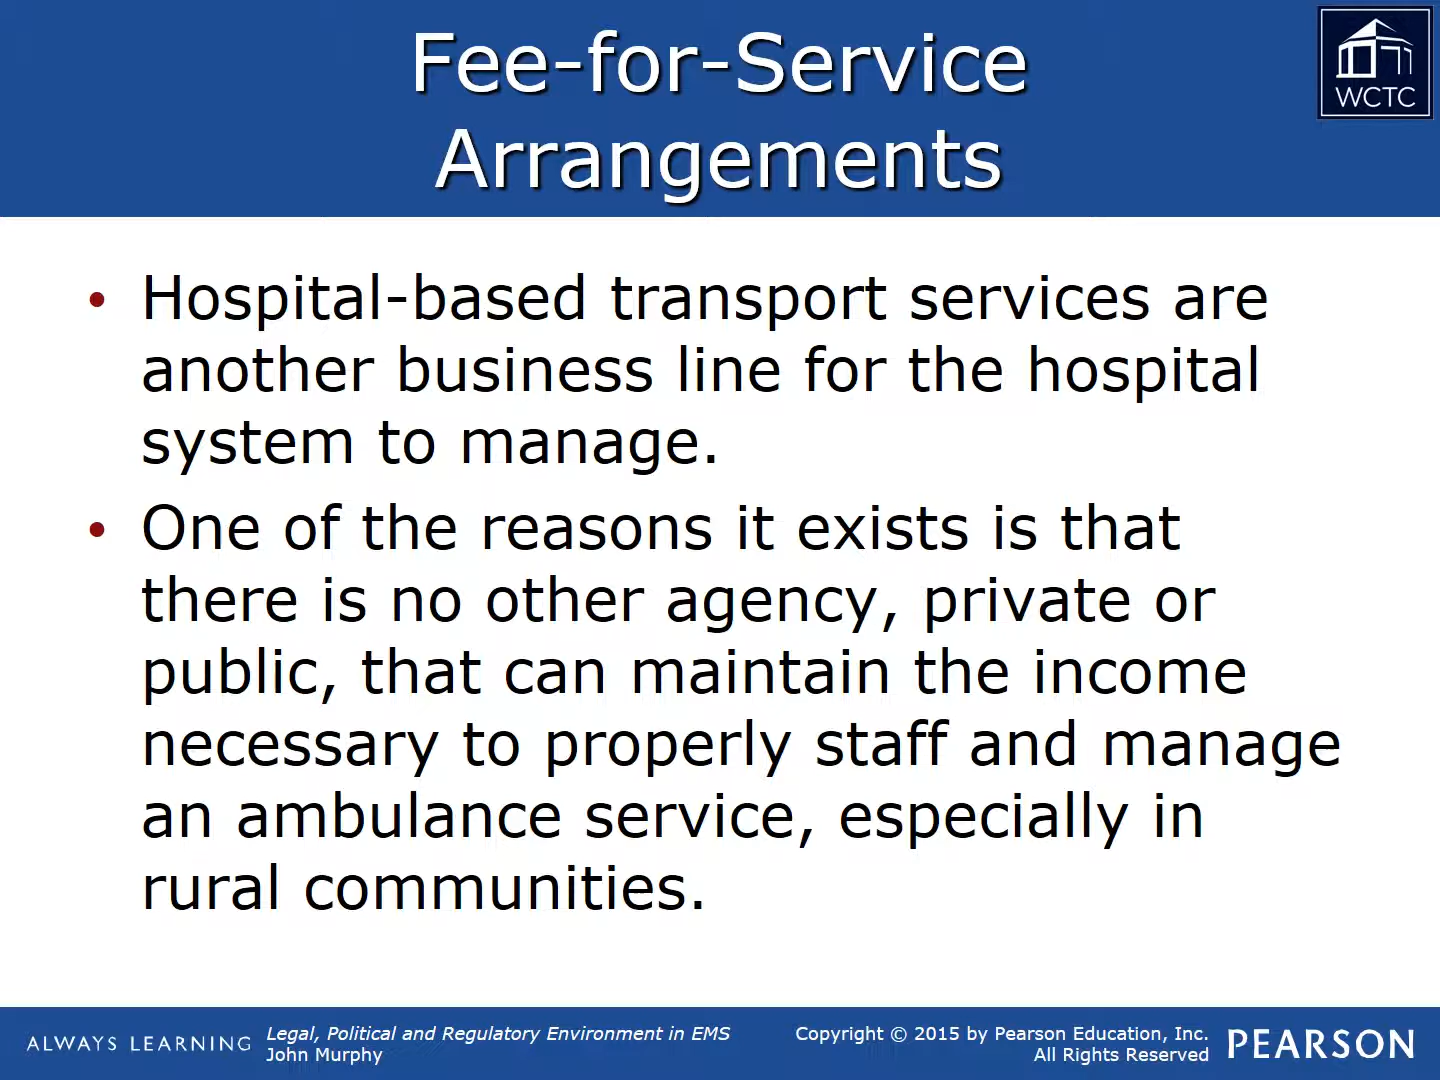 Fee-for-Service
Arrangements
WCTC
• Hospital-based transport services are
another business line for the hospital
system to manage.
• One of the reasons it exists is that
there is no other agency, private or
public, that can maintain the income
necessary to properly staff and manage
an ambulance service, especially in
rural communities.
ALWAYS LEARNING
Legal, Political and Regulatory Environment in EMS
John Murphy
Copyright © 2015 by Pearson Education, Inc.
All Rights Reserved
PEARSON